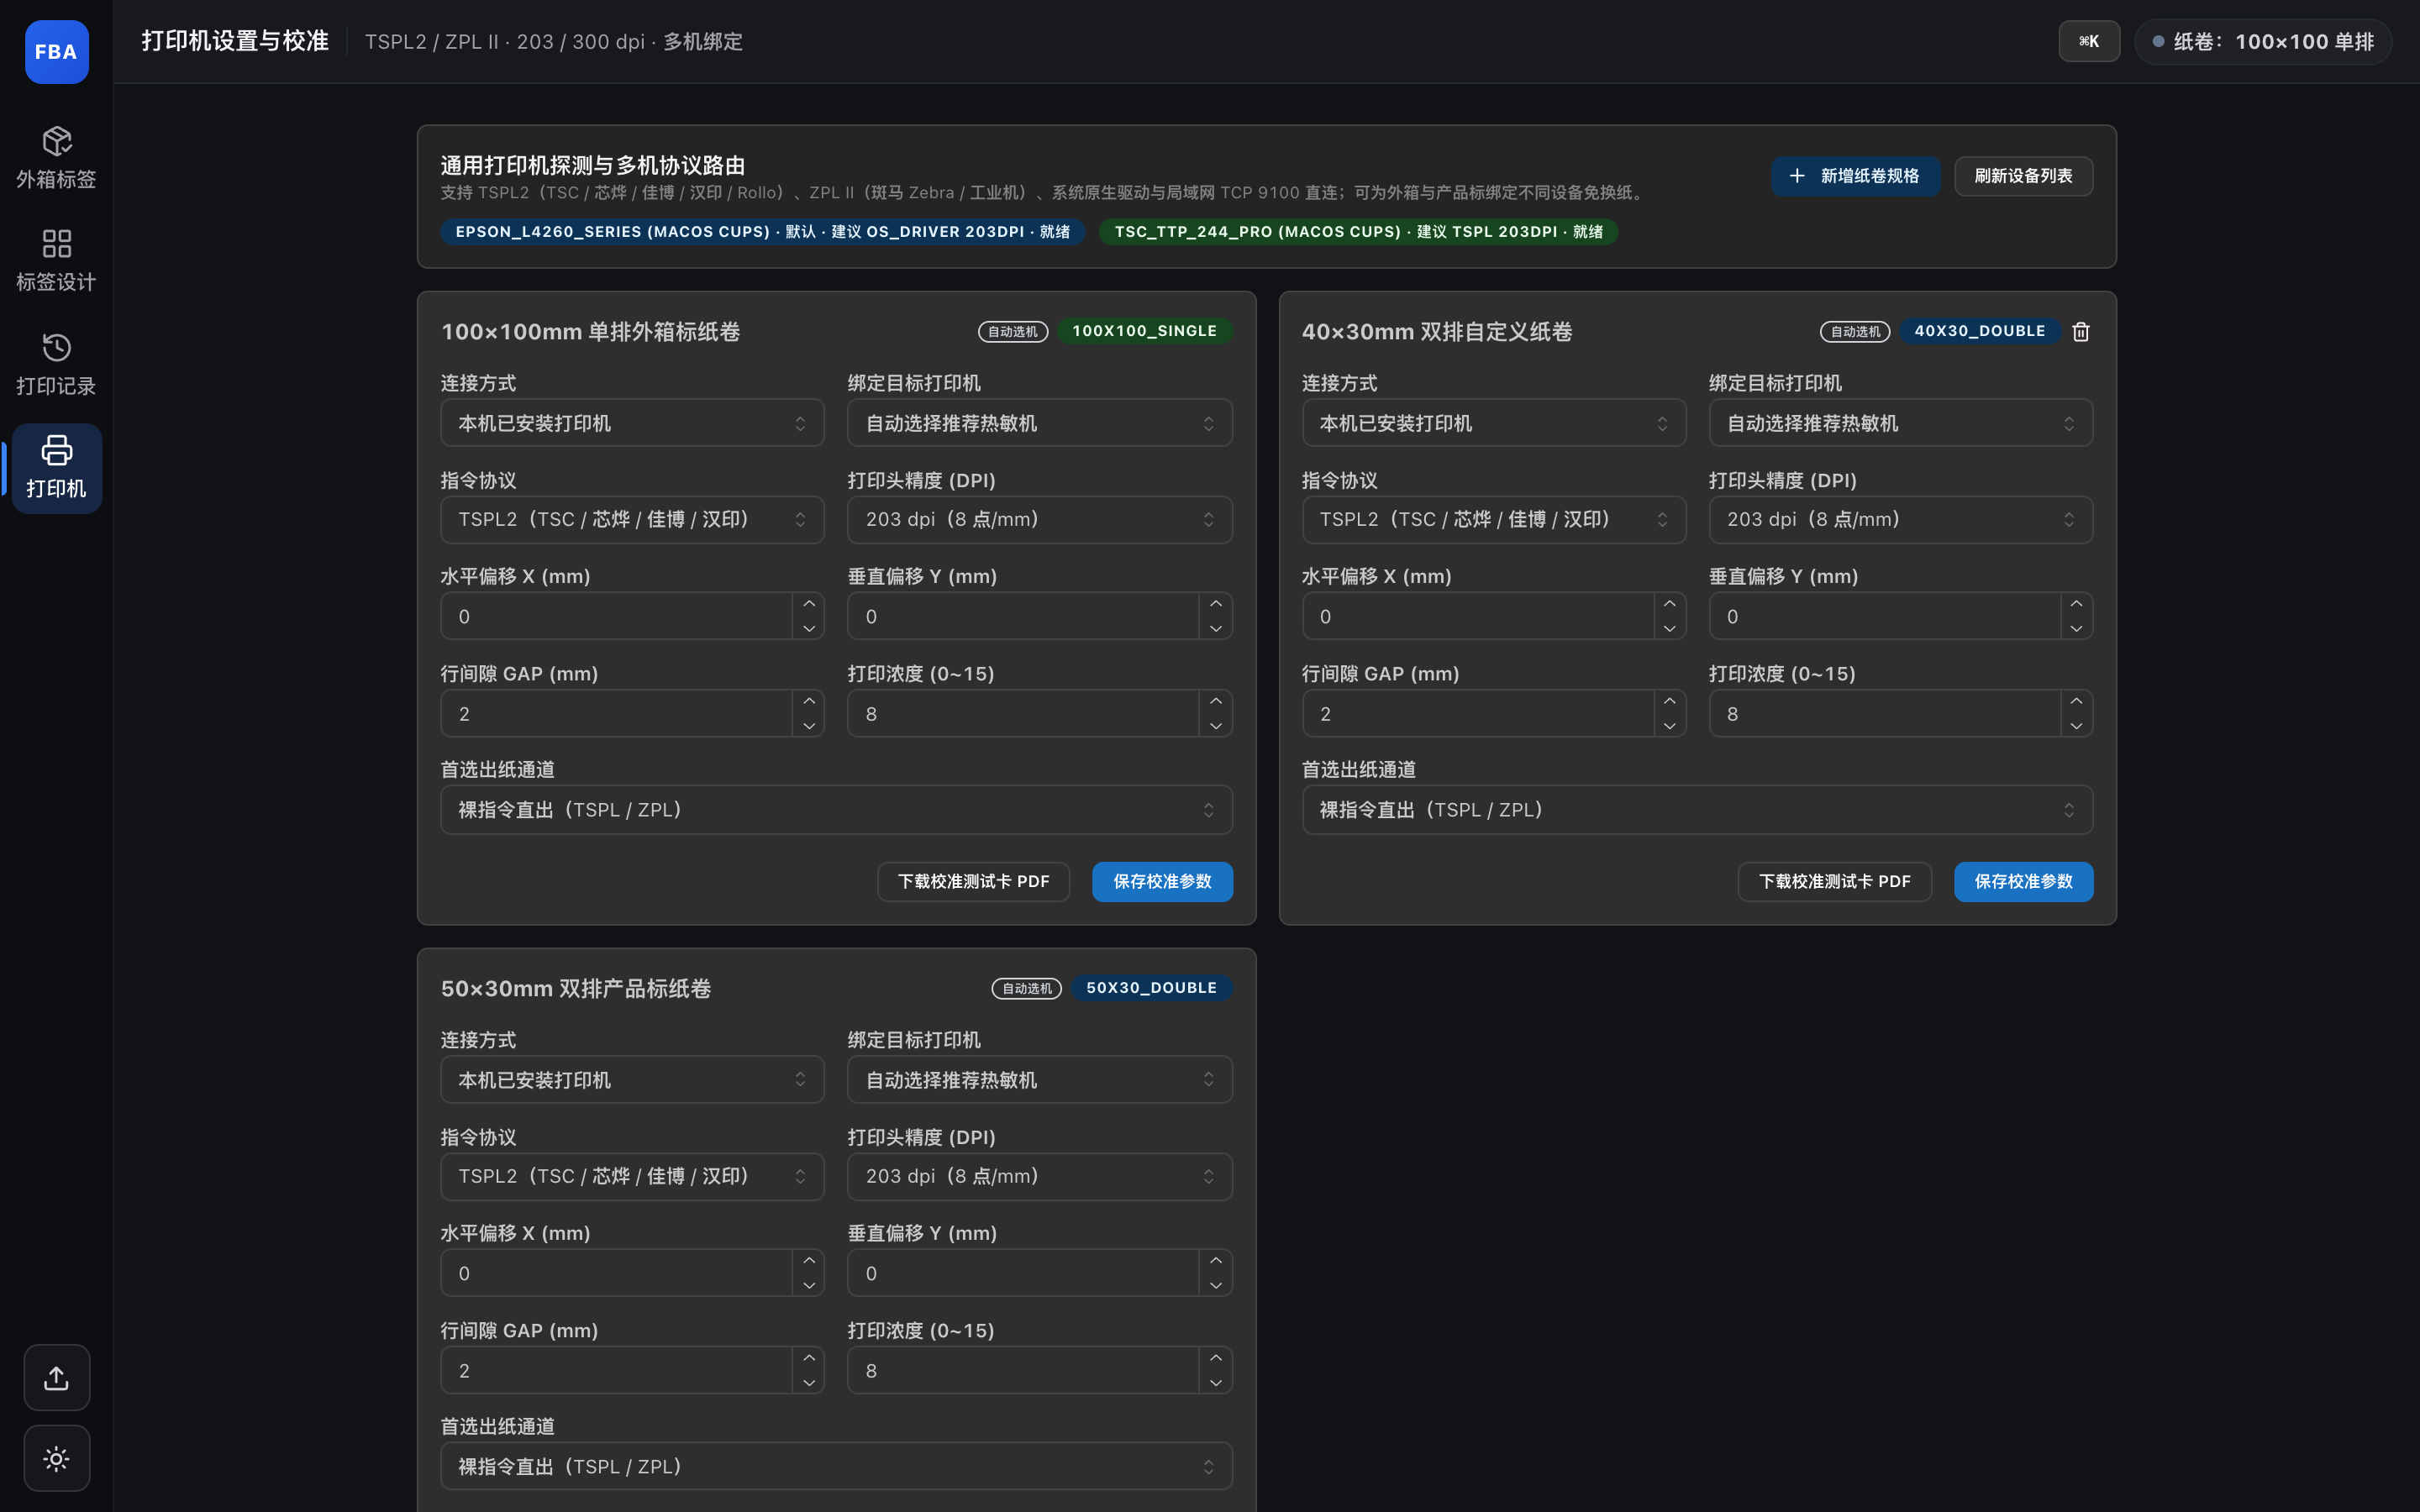 FBA
打印机设置与校准
TSPL2 / ZPL II · 203 / 300 dpi · 多机绑定
⌘K
纸卷：100×100 单排
外箱标签
标签设计
打印记录
打印机
通用打印机探测与多机协议路由
支持 TSPL2（TSC / 芯烨 / 佳博 / 汉印 / Rollo）、ZPL II（斑马 Zebra / 工业机）、系统原生驱动与局域网 TCP 9100 直连；可为外箱与产品标绑定不同设备免换纸。
新增纸卷规格
刷新设备列表
EPSON_L4260_SERIES (MACOS CUPS) · 默认 · 建议 OS_DRIVER 203DPI · 就绪
TSC_TTP_244_PRO (MACOS CUPS) · 建议 TSPL 203DPI · 就绪
100×100mm 单排外箱标纸卷
自动选机
100X100_SINGLE
连接方式
绑定目标打印机
本机已安装打印机
自动选择推荐热敏机
指令协议
打印头精度 (DPI)
TSPL2（TSC / 芯烨 / 佳博 / 汉印）
203 dpi（8 点/mm）
水平偏移 X (mm)
垂直偏移 Y (mm)
0
0
行间隙 GAP (mm)
打印浓度 (0~15)
2
8
首选出纸通道
裸指令直出（TSPL / ZPL）
下载校准测试卡 PDF
保存校准参数
40×30mm 双排自定义纸卷
自动选机
40X30_DOUBLE
连接方式
绑定目标打印机
本机已安装打印机
自动选择推荐热敏机
指令协议
打印头精度 (DPI)
TSPL2（TSC / 芯烨 / 佳博 / 汉印）
203 dpi（8 点/mm）
水平偏移 X (mm)
垂直偏移 Y (mm)
0
0
行间隙 GAP (mm)
打印浓度 (0~15)
2
8
首选出纸通道
裸指令直出（TSPL / ZPL）
下载校准测试卡 PDF
保存校准参数
50×30mm 双排产品标纸卷
自动选机
50X30_DOUBLE
连接方式
绑定目标打印机
本机已安装打印机
自动选择推荐热敏机
指令协议
打印头精度 (DPI)
TSPL2（TSC / 芯烨 / 佳博 / 汉印）
203 dpi（8 点/mm）
水平偏移 X (mm)
垂直偏移 Y (mm)
0
0
行间隙 GAP (mm)
打印浓度 (0~15)
2
8
首选出纸通道
裸指令直出（TSPL / ZPL）